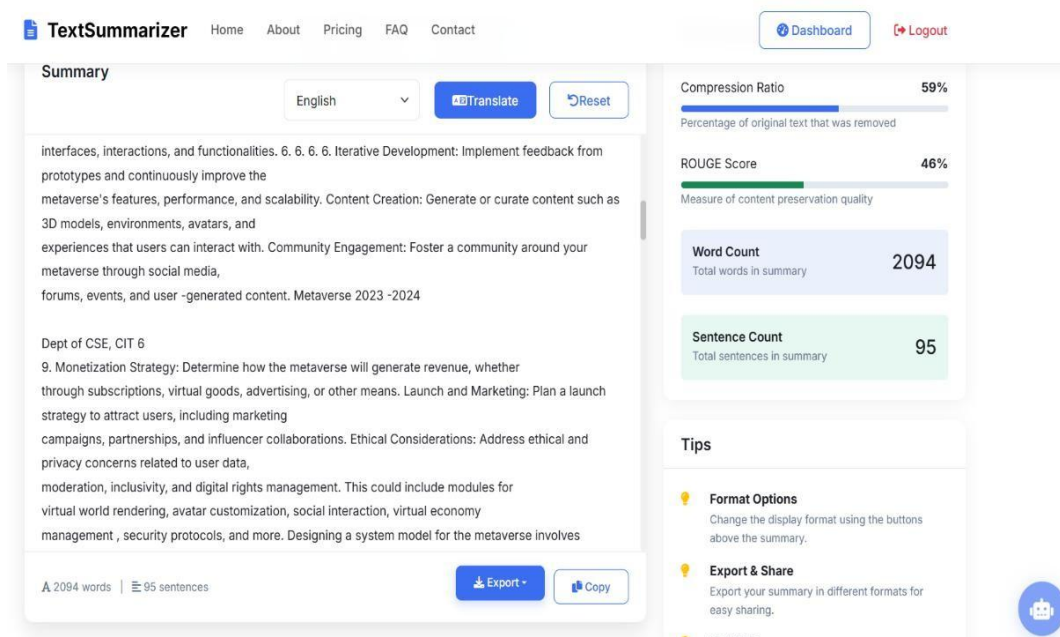 TextSummarizer Home About Pricing FAQ Contact Dashboard Logout
Summary
English Translate Reset
interfaces, interactions, and functionalities. 6. 6. 6. 6. Iterative Development: Implement feedback from
prototypes and continuously improve the
metaverse's features, performance, and scalability. Content Creation: Generate or curate content such as
3D models, environments, avatars, and
experiences that users can interact with. Community Engagement: Foster a community around your
metaverse through social media,
forums, events, and user -generated content. Metaverse 2023 -2024
Dept of CSE, CIT 6
9. Monetization Strategy: Determine how the metaverse will generate revenue, whether
through subscriptions, virtual goods, advertising, or other means. Launch and Marketing: Plan a launch
strategy to attract users, including marketing
campaigns, partnerships, and influencer collaborations. Ethical Considerations: Address ethical and
privacy concerns related to user data,
moderation, inclusivity, and digital rights management. This could include modules for
virtual world rendering, avatar customization, social interaction, virtual economy
management , security protocols, and more. Designing a system model for the metaverse involves
A 2094 words | 95 sentences
Export Copy
Compression Ratio 59%
Percentage of original text that was removed
ROUGE Score 46%
Measure of content preservation quality
Word Count
Total words in summary
2094
Sentence Count
Total sentences in summary
95
Tips
Format Options
Change the display format using the buttons
above the summary.
Export & Share
Export your summary in different formats for
easy sharing.